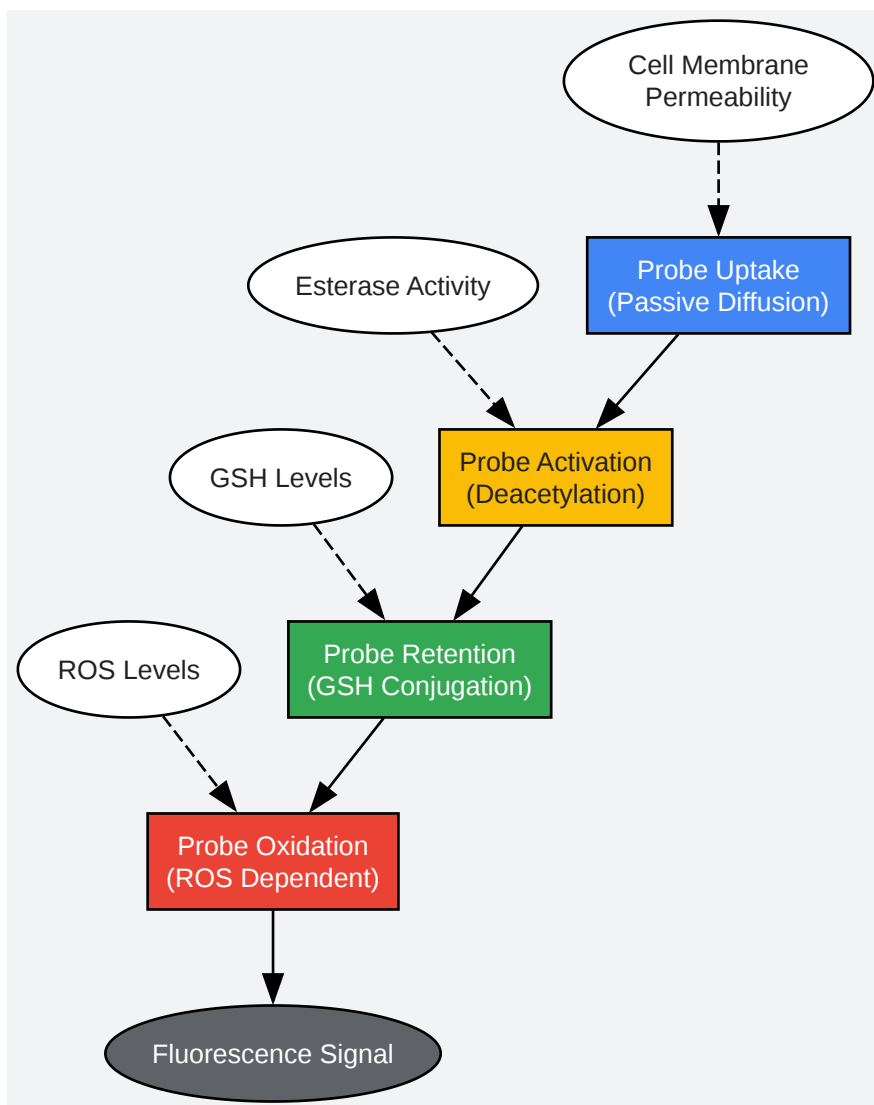 Cell Membrane
Permeability
Probe Uptake
(Passive Diffusion)
Esterase Activity
Probe Activation
(Deacetylation)
GSH Levels
Probe Retention
(GSH Conjugation)
ROS Levels
Probe Oxidation
(ROS Dependent)
Fluorescence Signal